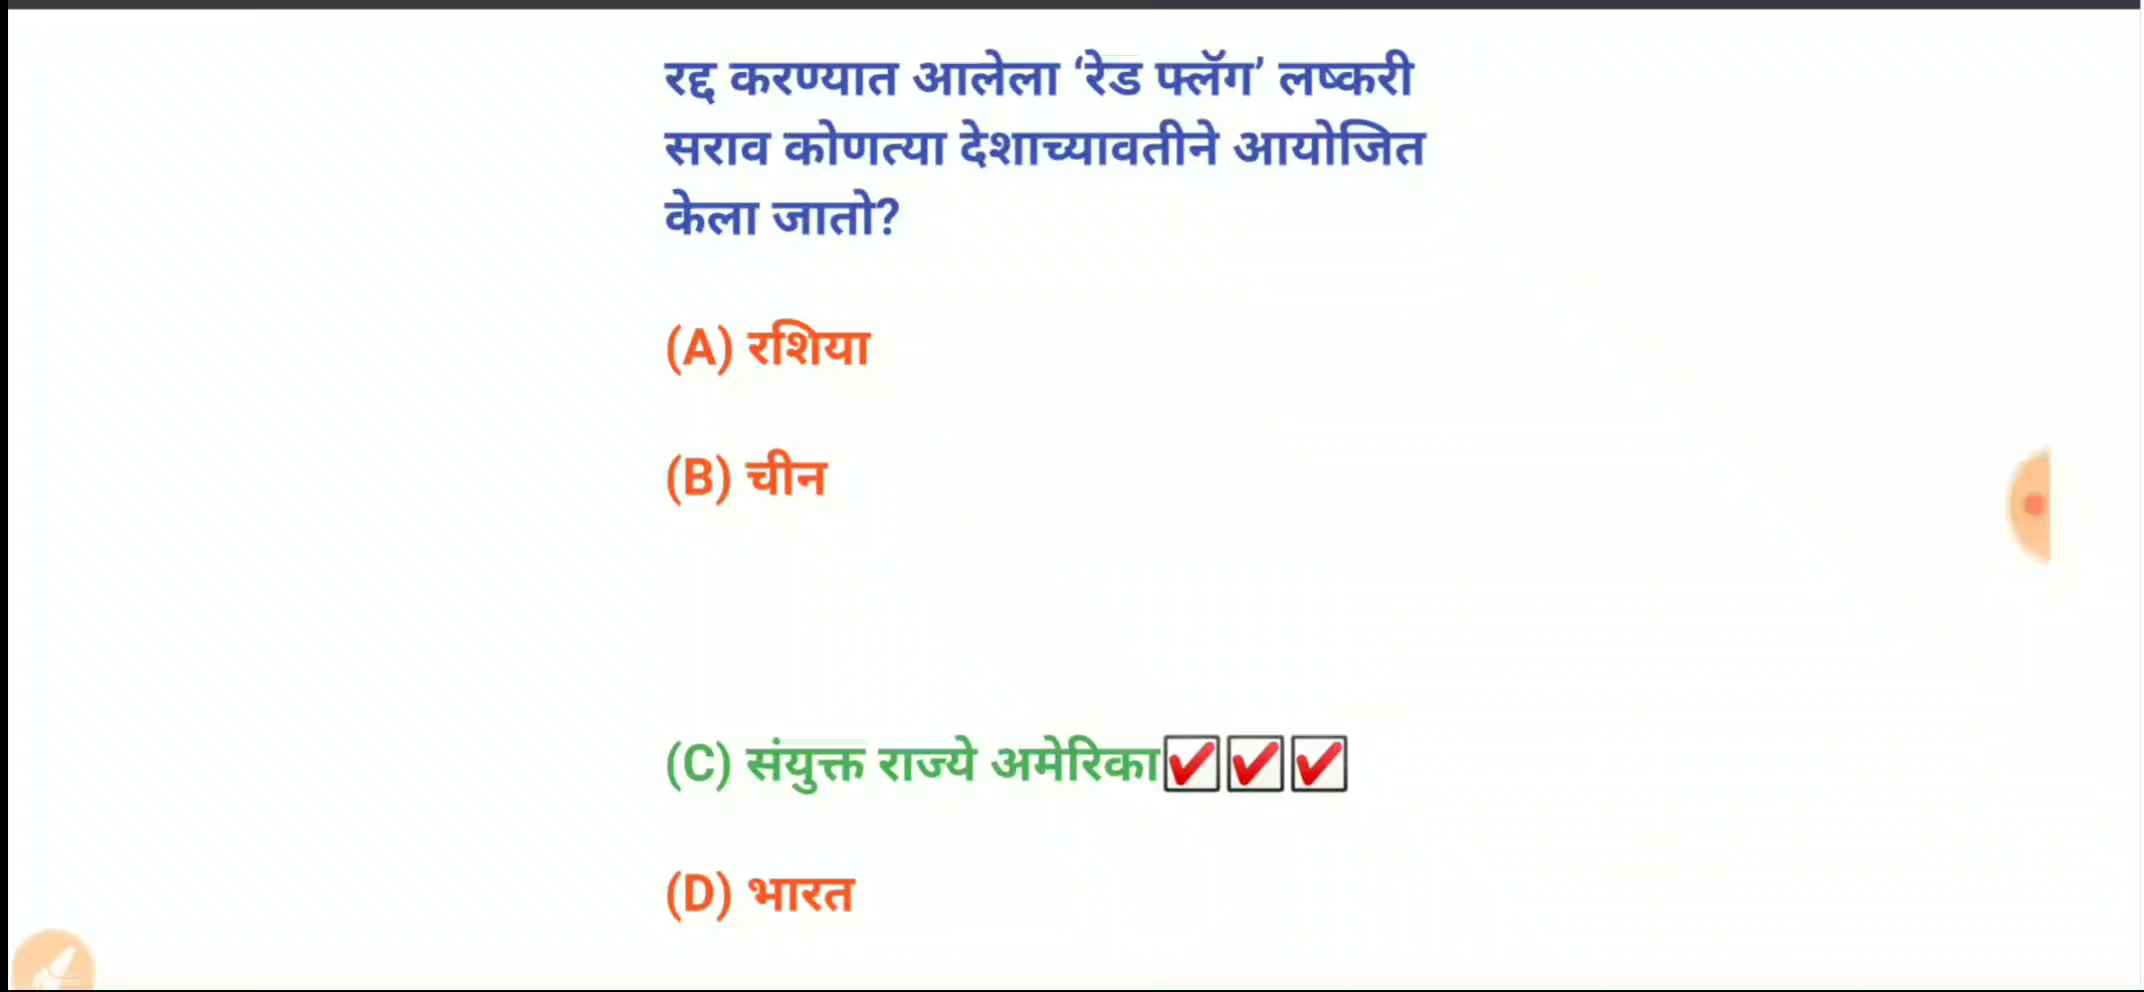 रद्द करण्यात आलेला ‘रेड फ्लॅग’ लष्करी
सराव कोणत्या देशाच्यावतीने आयोजित
केला जातो?
(A) रशिया
(B) चीन
(C) संयुक्त राज्ये अमेरिका✔✔✔
(D) भारत